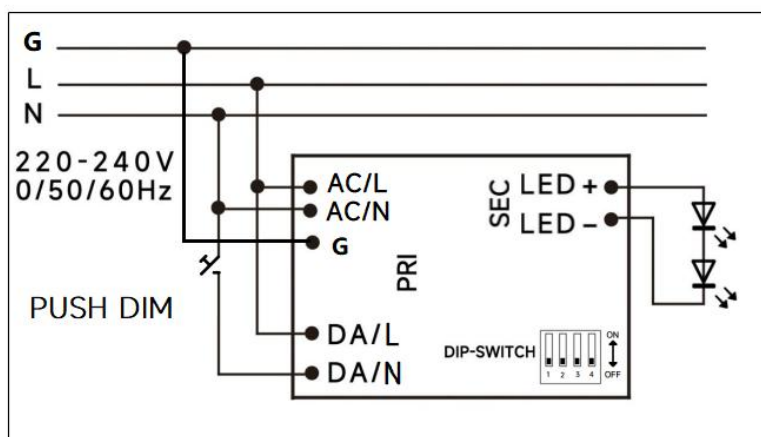 G
L
N
220-240V
0/50/60Hz
PUSH DIM
AC/L
AC/N
G
PRI
DA/L
DA/N
SEC
LED +
LED -
DIP-SWITCH
ON
OFF
1 2 3 4